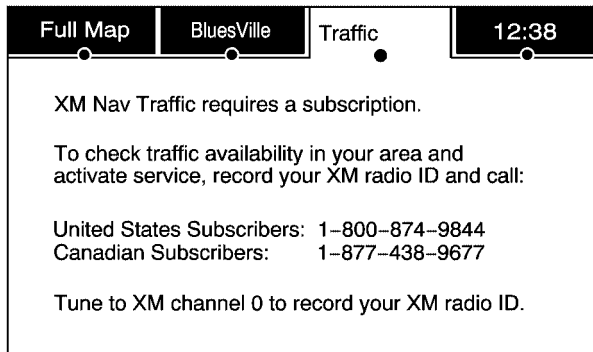 Full Map BluesVille Traffic 12:38
XM Nav Traffic requires a subscription.
To check traffic availability in your area and
activate service, record your XM radio ID and call:
United States Subscribers: 1-800-874-9844
Canadian Subscribers: 1-877-438-9677
Tune to XM channel 0 to record your XM radio ID.